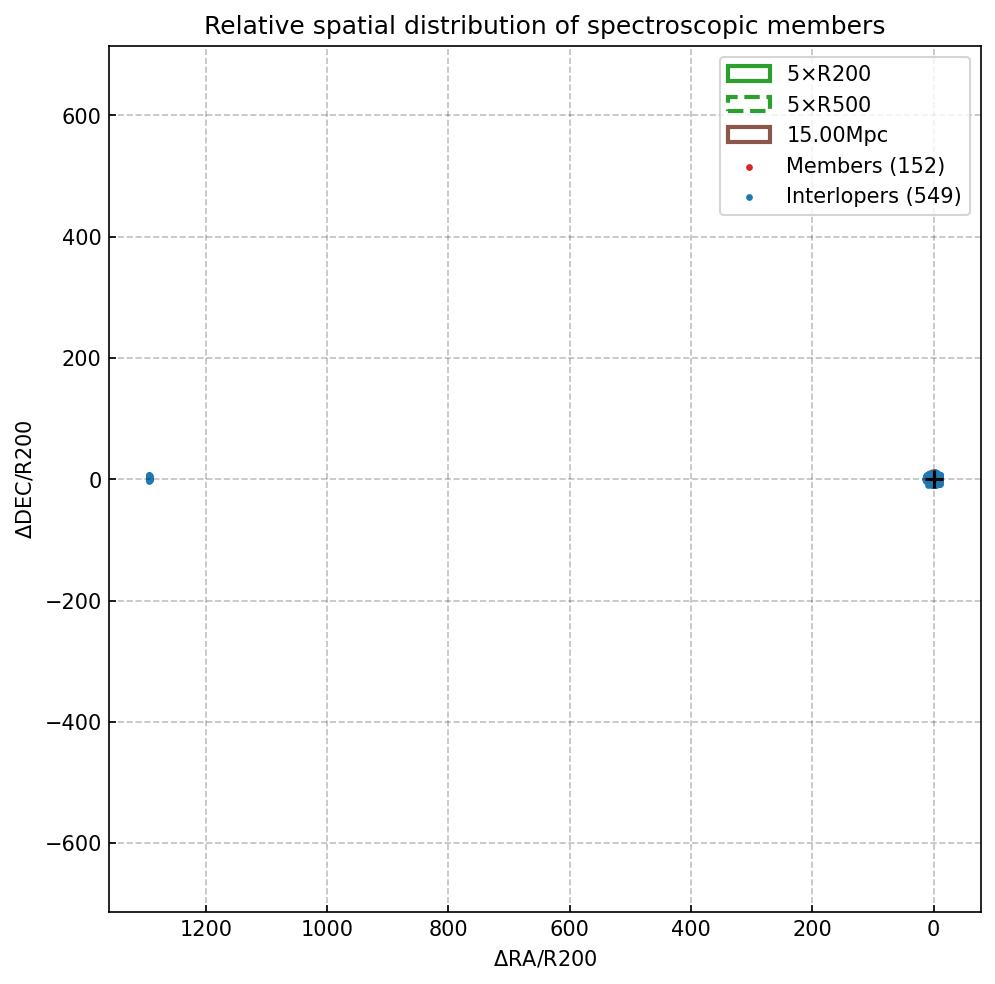 Relative spatial distribution of spectroscopic members
5×R200
5×R500
15.00Mpc
Members (152)
Interlopers (549)
600
400
200
0
−200
−400
−600
ΔDEC/R200
1200 1000 800 600 400 200 0
ΔRA/R200